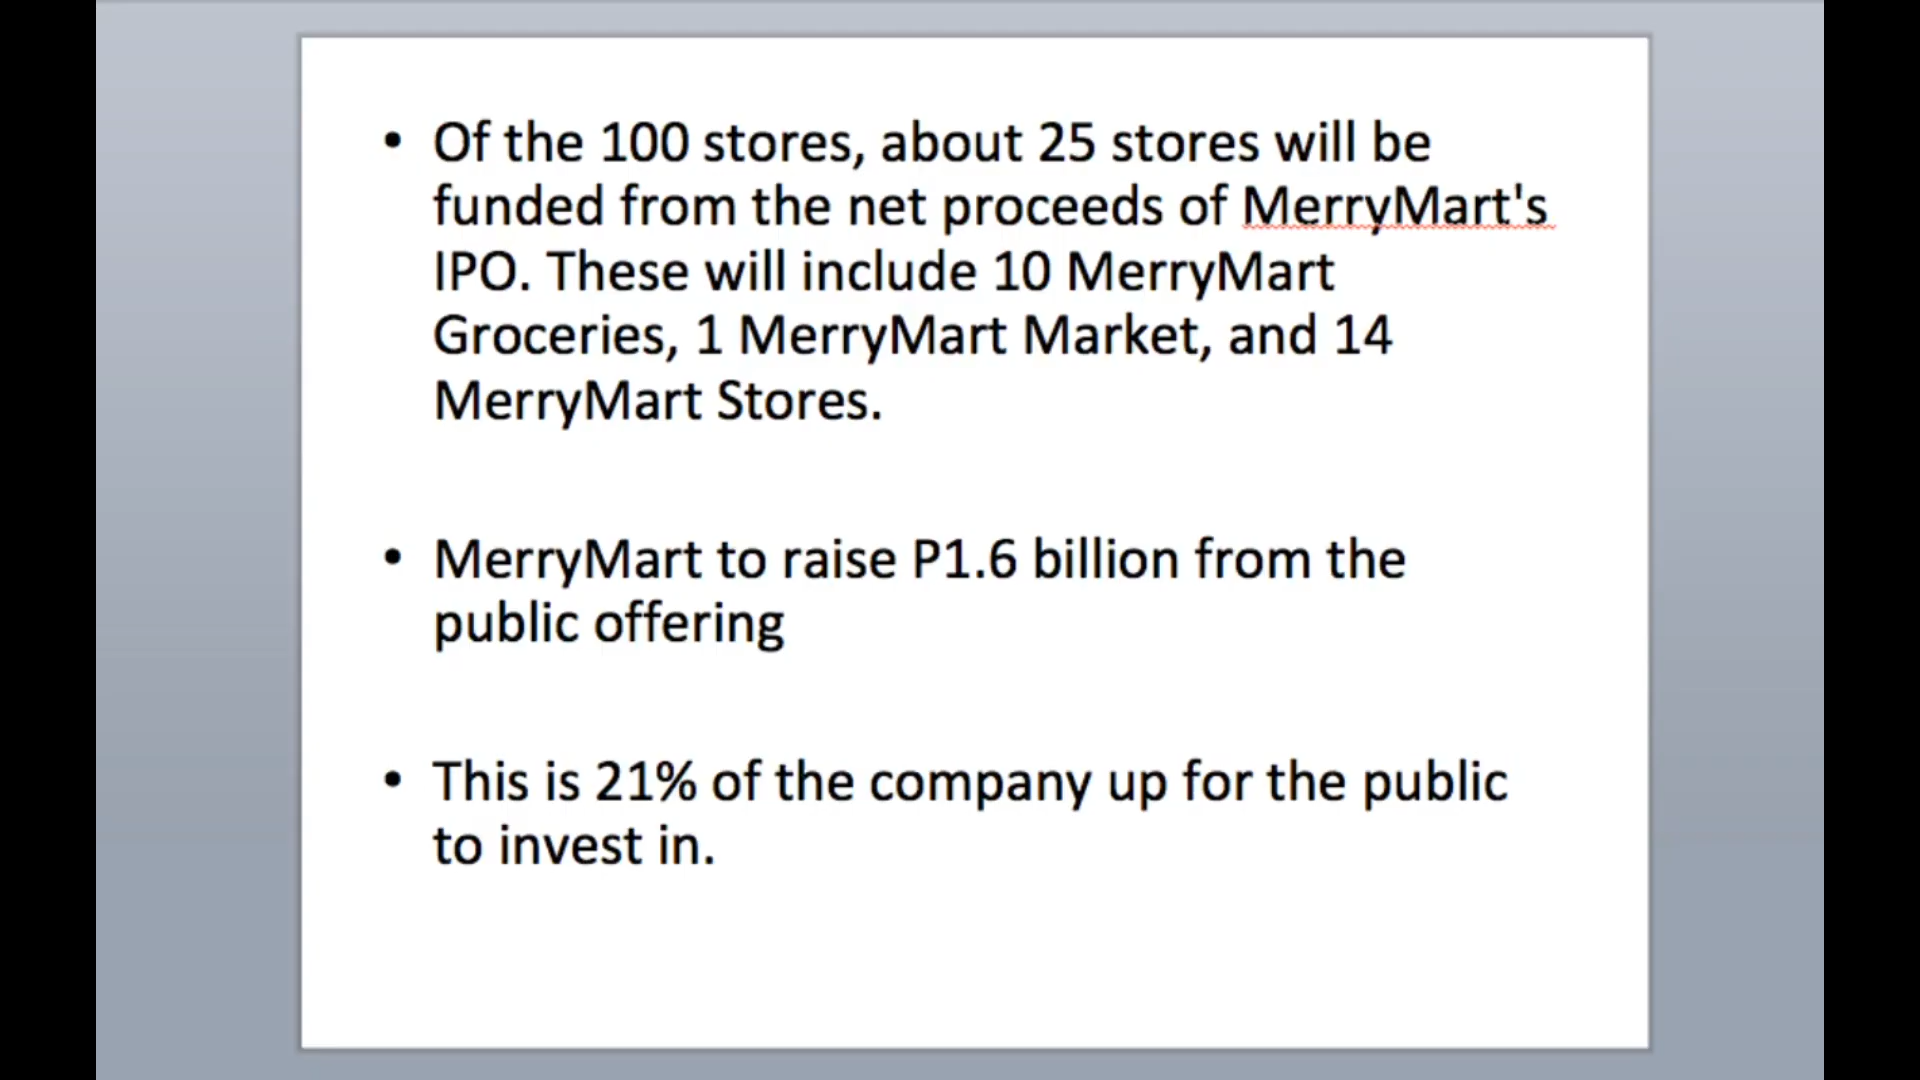 • Of the 100 stores, about 25 stores will be
funded from the net proceeds of MerryMart's
IPO. These will include 10 MerryMart
Groceries, 1 MerryMart Market, and 14
MerryMart Stores.
• MerryMart to raise P1.6 billion from the
public offering
• This is 21% of the company up for the public
to invest in.